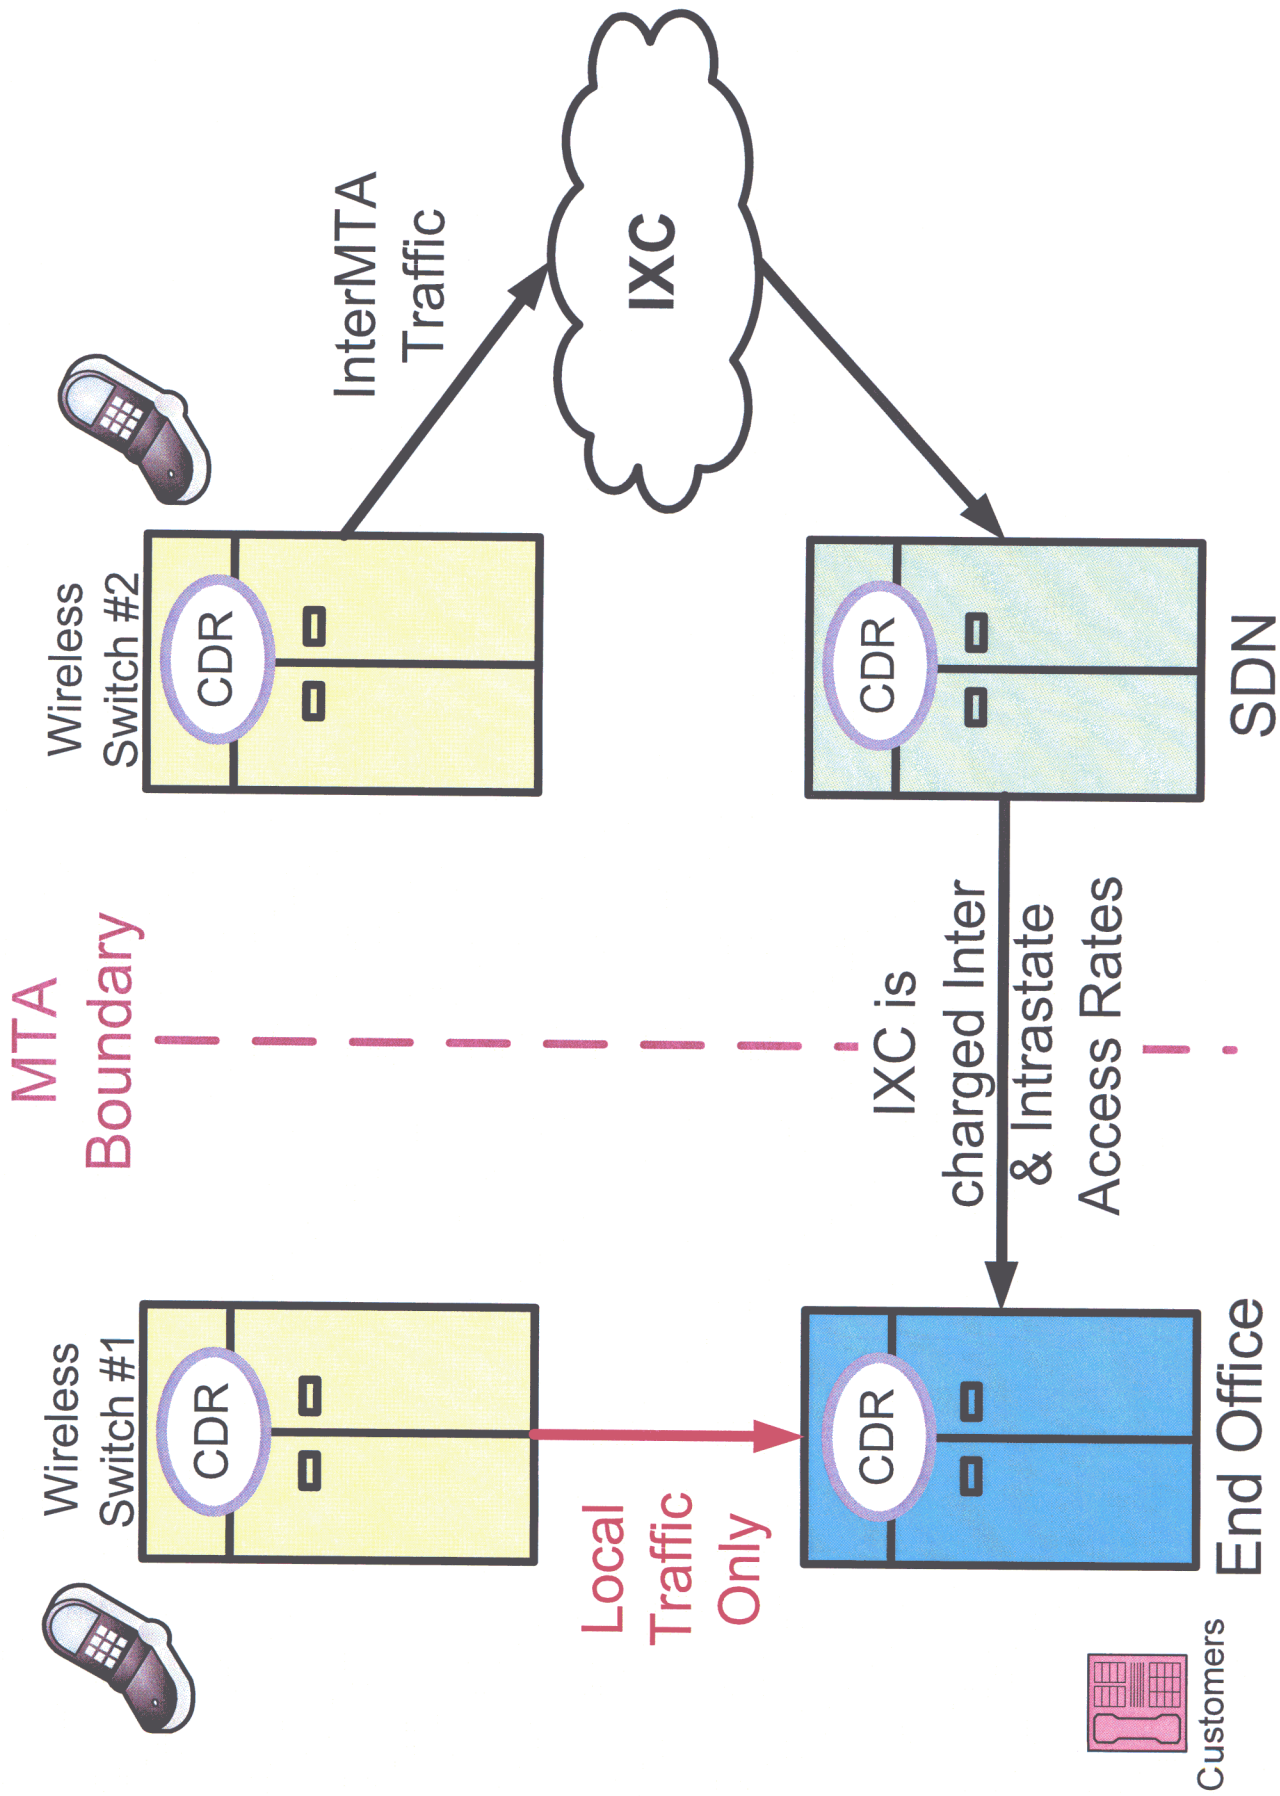 MTA
Boundary
Wireless
Switch #1
CDR
Wireless
Switch #2
CDR
InterMTA
Traffic
IXC
Local
Traffic
Only
IXC is
charged Inter
& Intrastate
Access Rates
CDR
End Office
CDR
SDN
Customers